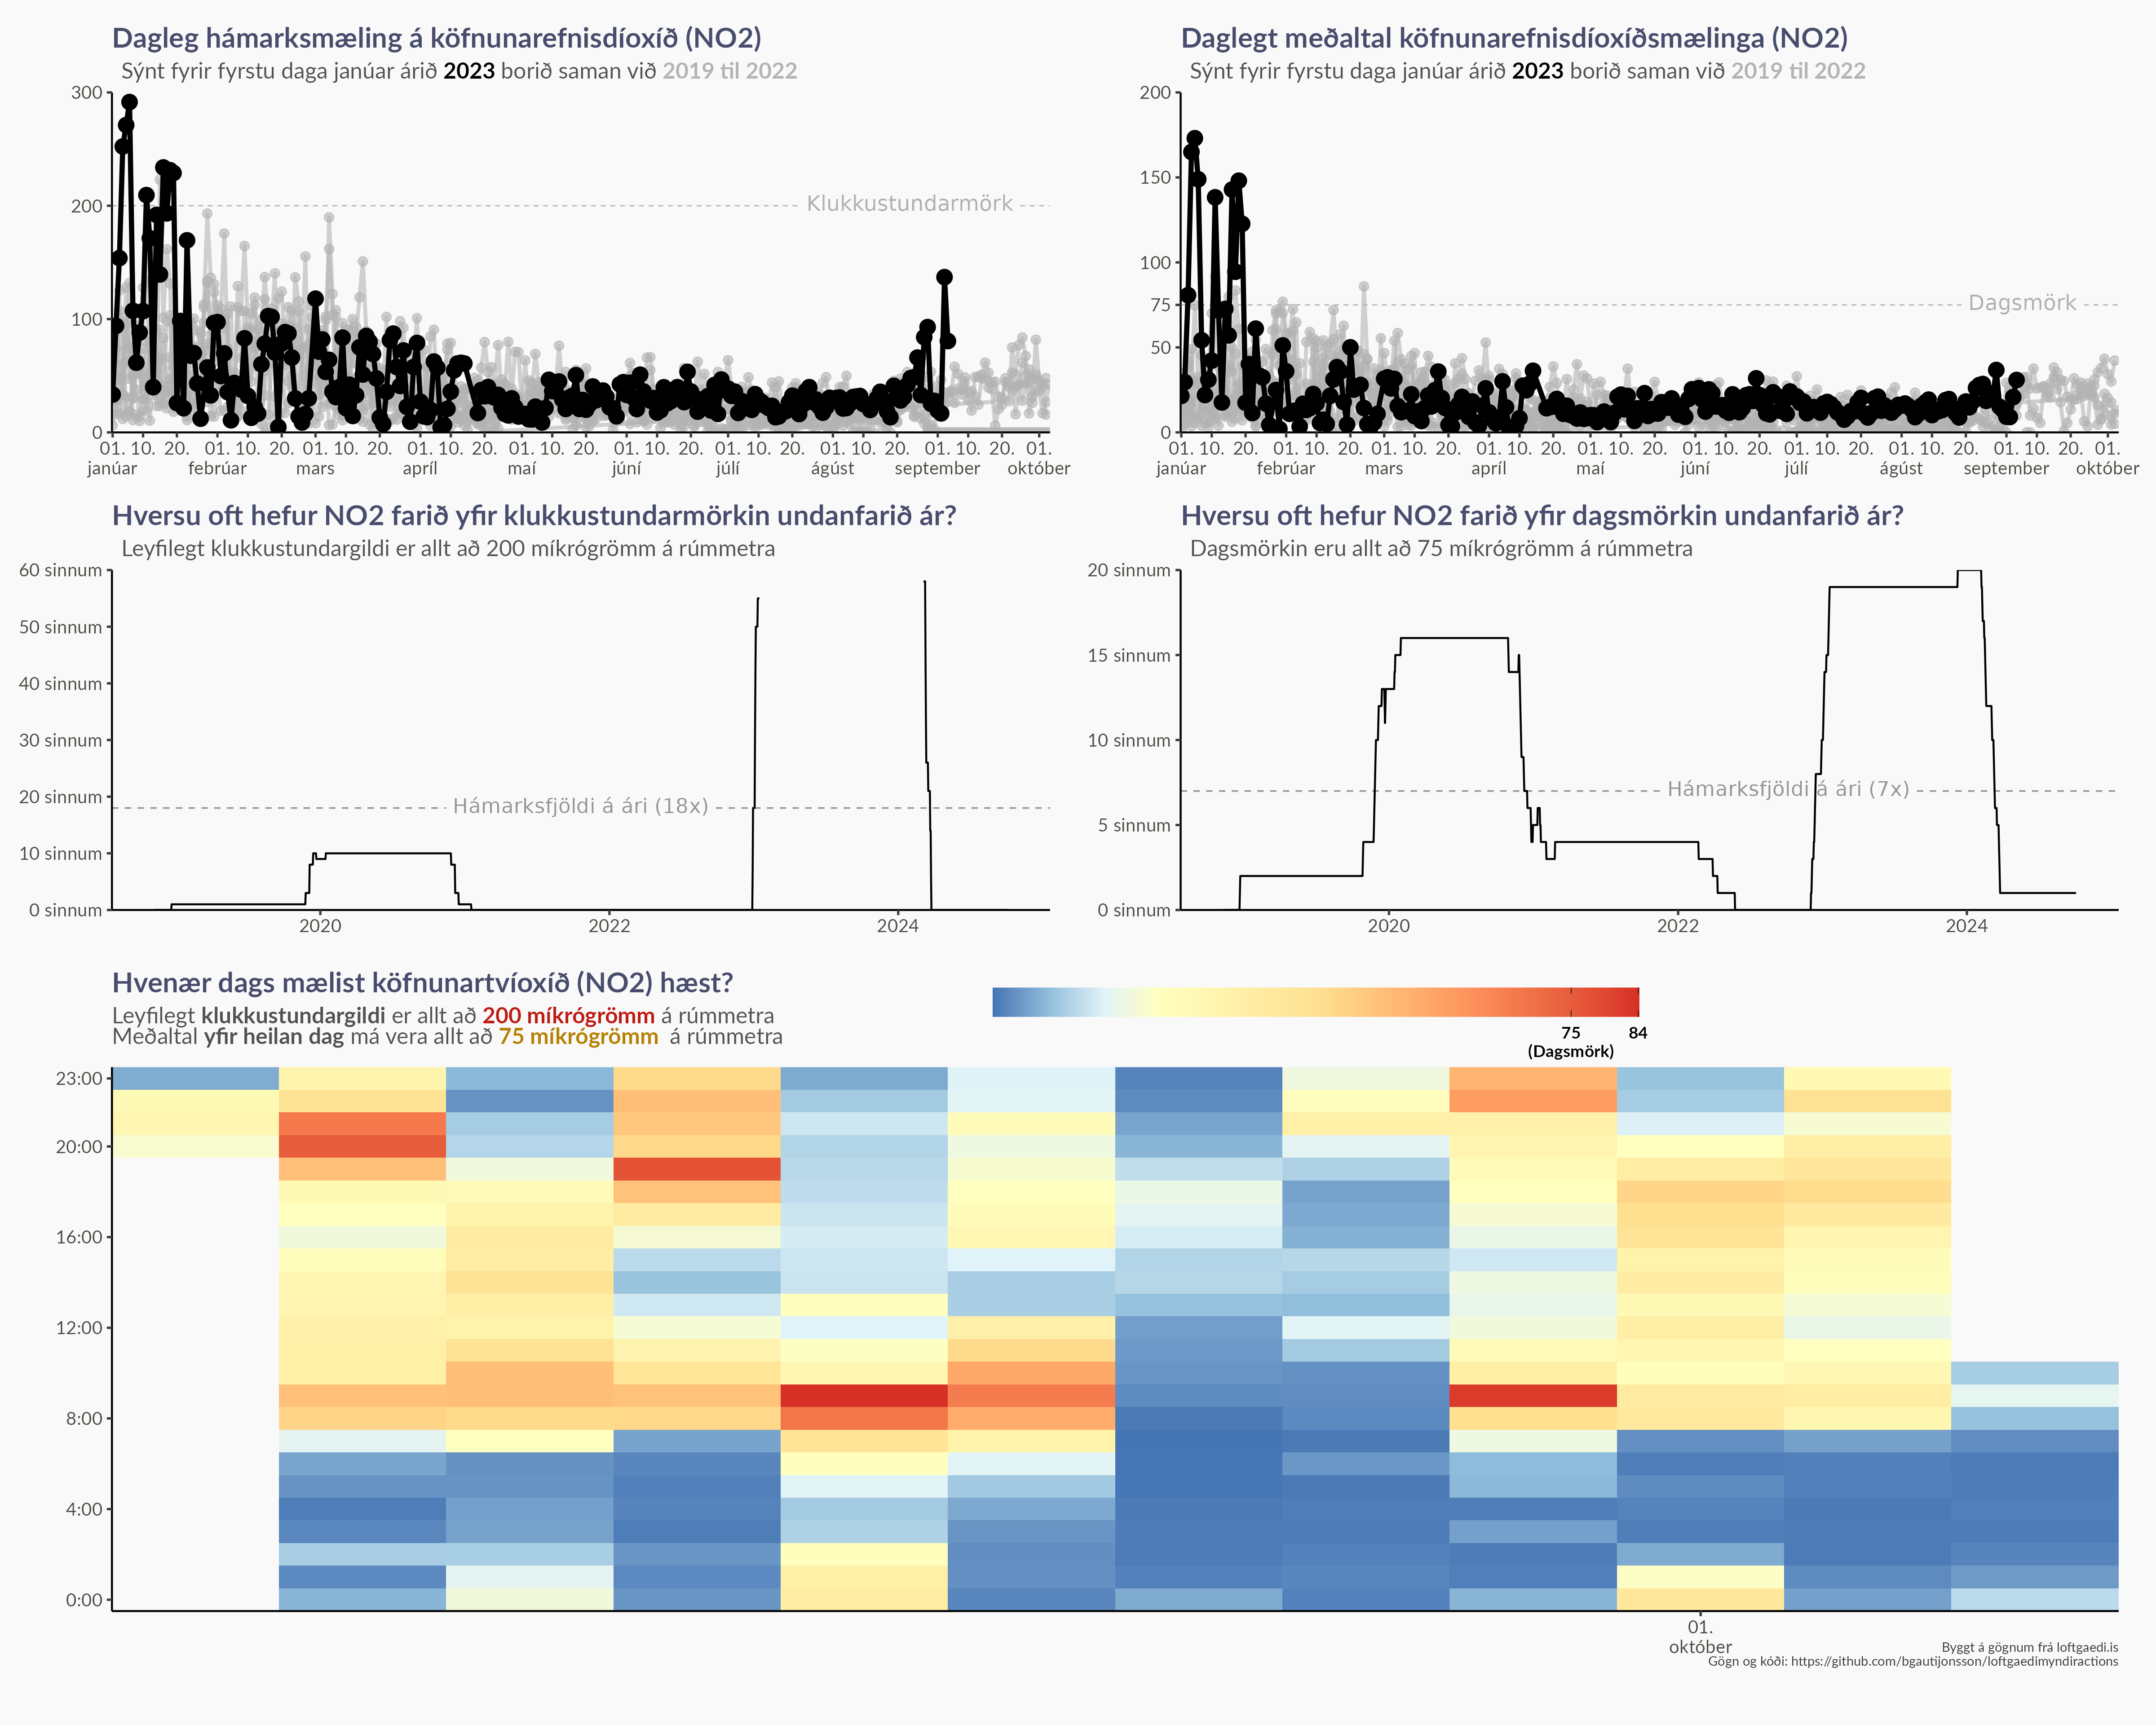 Dagleg hámarksmæling á köfnunarefnisdíoxíð (NO2)
Sýnt fyrir fyrstu daga janúar árið 2023 borið saman við 2019 til 2022
300
200
100
0
Klukkustundarmörk
01. 10. 20. 01. 10. 20. 01. 10. 20. 01. 10. 20. 01. 10. 20. 01. 10. 20. 01. 10. 20. 01. 10. 20. 01. 10. 20. 01.
janúar febrúar mars apríl maí júní júlí ágúst september október
Daglegt meðaltal köfnunarefnisdíoxíðsmælinga (NO2)
Sýnt fyrir fyrstu daga janúar árið 2023 borið saman við 2019 til 2022
200
150
100
75
50
0
Dagsmörk
01. 10. 20. 01. 10. 20. 01. 10. 20. 01. 10. 20. 01. 10. 20. 01. 10. 20. 01. 10. 20. 01. 10. 20. 01. 10. 20. 01.
janúar febrúar mars apríl maí júní júlí ágúst september október
Hversu oft hefur NO2 farið yfir klukkustundarmörkin undanfarið ár?
Leyfilegt klukkustundargildi er allt að 200 míkrógrömm á rúmmetra
60 sinnum
50 sinnum
40 sinnum
30 sinnum
20 sinnum
10 sinnum
0 sinnum
Hámarksfjöldi á ári (18x)
2020 2022 2024
Hversu oft hefur NO2 farið yfir dagsmörkin undanfarið ár?
Dagsmörkin eru allt að 75 míkrógrömm á rúmmetra
20 sinnum
15 sinnum
10 sinnum
5 sinnum
0 sinnum
Hámarksfjöldi á ári (7x)
2020 2022 2024
Hvenær dags mælist köfnunartvíoxíð (NO2) hæst?
Leyfilegt klukkustundargildi er allt að 200 míkrógrömm á rúmmetra
Meðaltal yfir heilan dag má vera allt að 75 míkrógrömm á rúmmetra
75 84
(Dagsmörk)
23:00
20:00
16:00
12:00
8:00
4:00
0:00
01.
október
Byggt á gögnum frá loftgaedi.is
Gögn og kóði: https://github.com/bgautijonsson/loftgaedimyndiractions